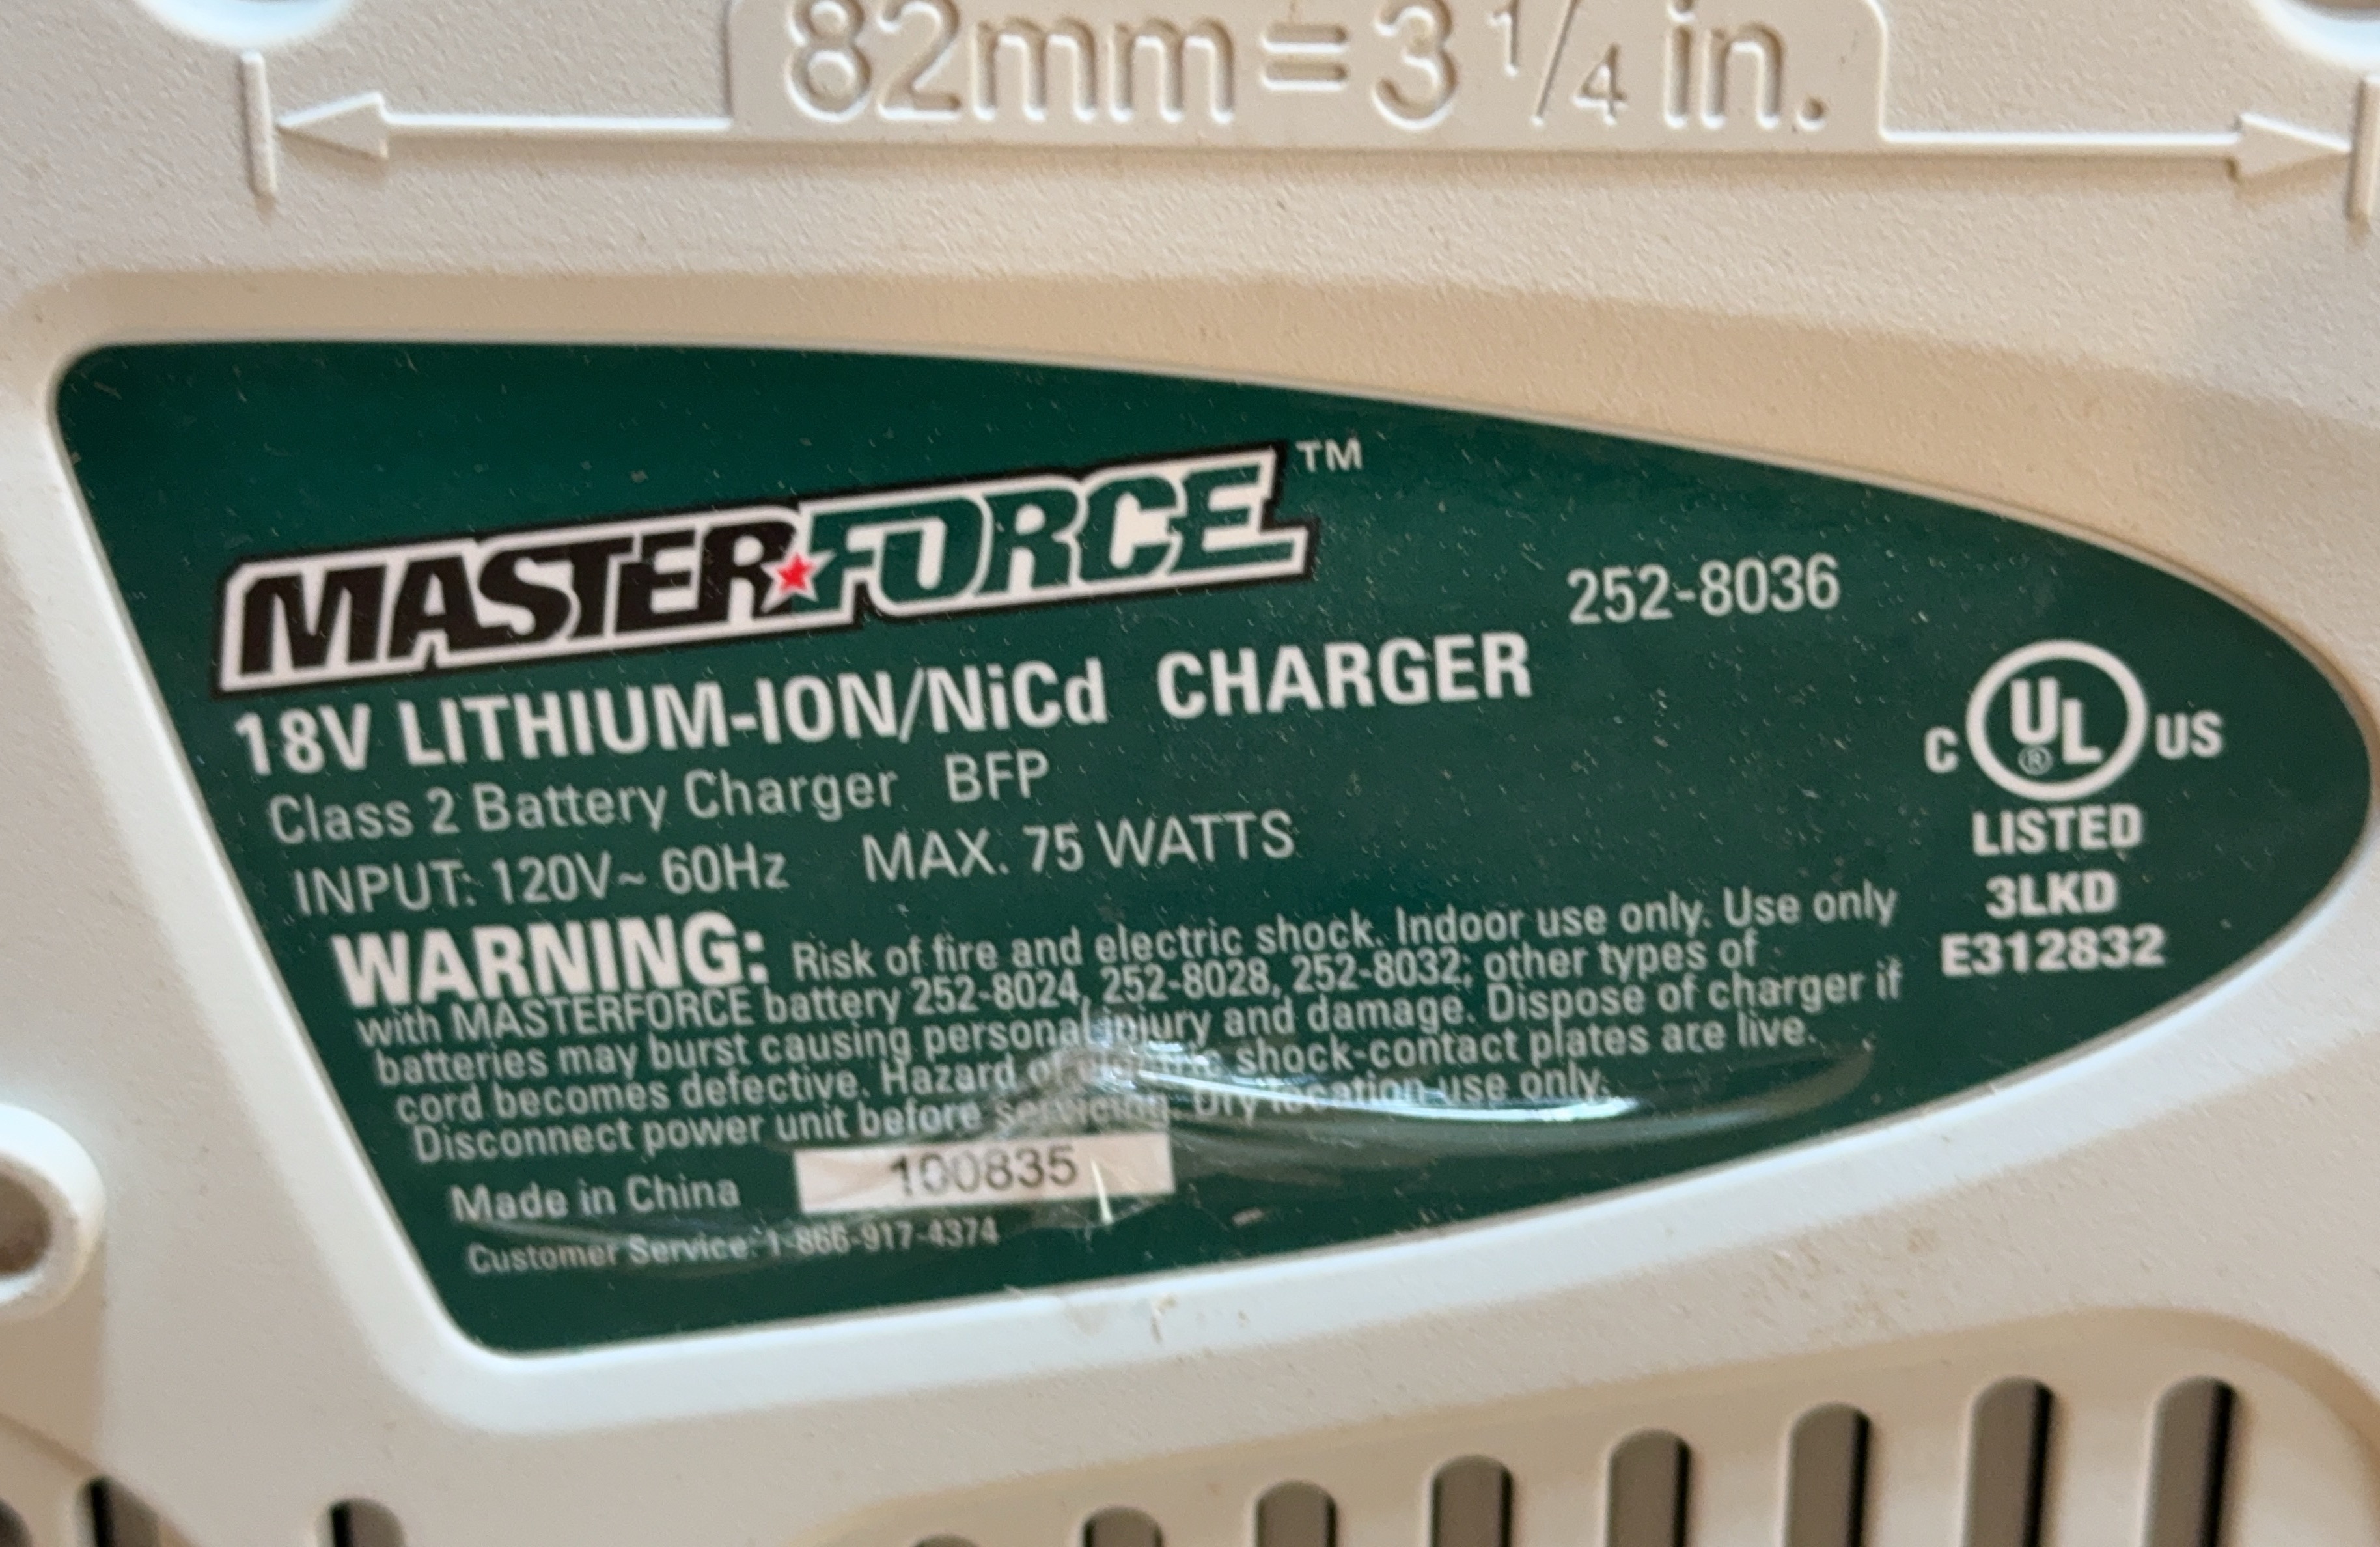 82mm=3 1/4 in.
MASTERFORCE™
252-8036
18V LITHIUM-ION/NiCd CHARGER
Class 2 Battery Charger BFP
INPUT: 120V~ 60Hz MAX. 75 WATTS
WARNING: Risk of fire and electric shock. Indoor use only. Use only
with MASTERFORCE battery 252-8024, 252-8028, 252-8032; other types of
batteries may burst causing personal injury and damage. Dispose of charger if
cord becomes defective. Hazard of electric shock-contact plates are live.
Disconnect power unit before servicing. Dry location use only.
Made in China 100835
Customer Service: 1-866-917-4374
C UL® US
LISTED
3LKD
E312832